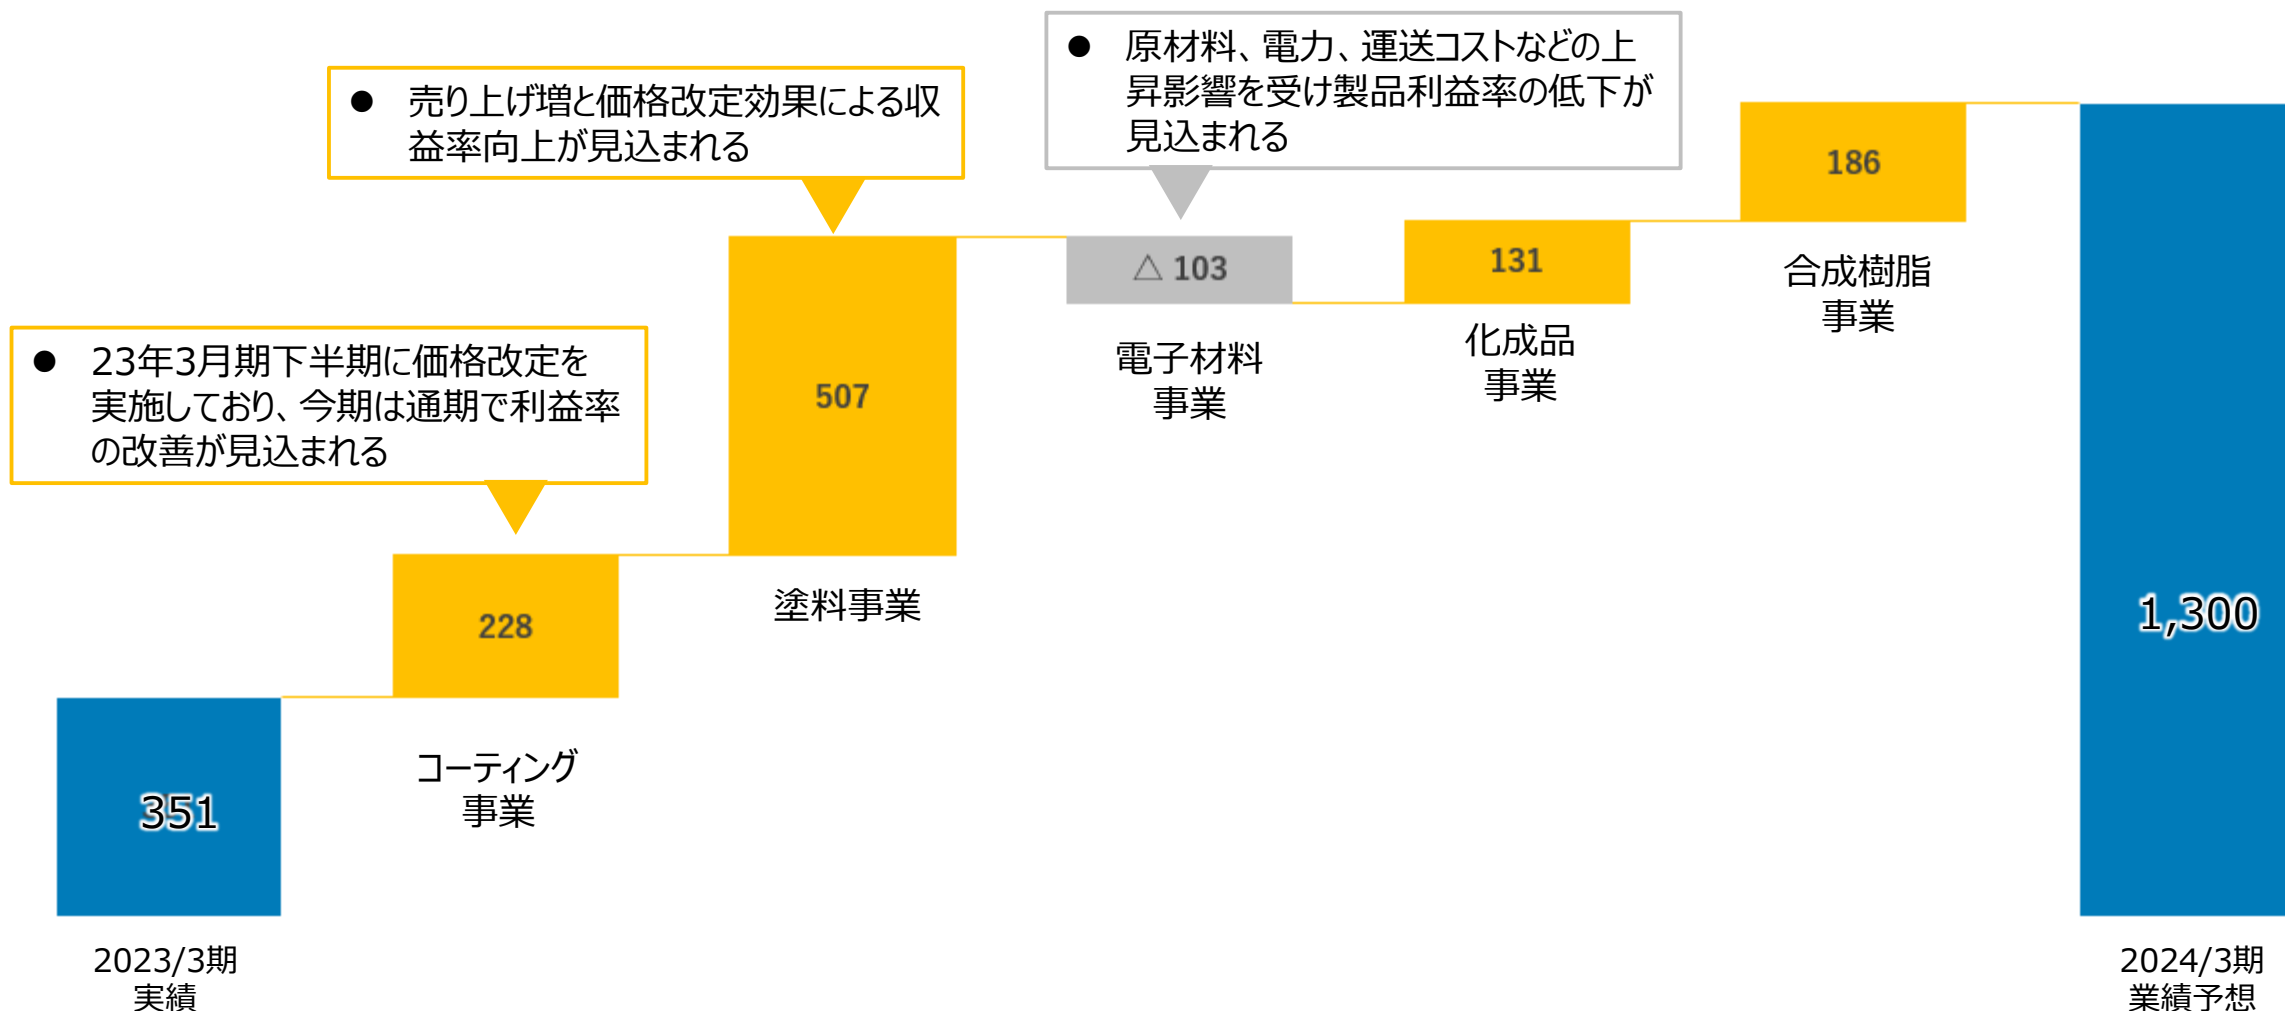 ● 原材料、電力、運送コストなどの上
昇影響を受け製品利益率の低下が
見込まれる
● 売り上げ増と価格改定効果による収
益率向上が見込まれる
186
△ 103
131
合成樹脂
事業
化成品
事業
電子材料
事業
● 23年3月期下半期に価格改定を
実施しており、今期は通期で利益率
の改善が見込まれる
507
塗料事業
228
1,300
コーティング
事業
351
2023/3期
実績
2024/3期
業績予想